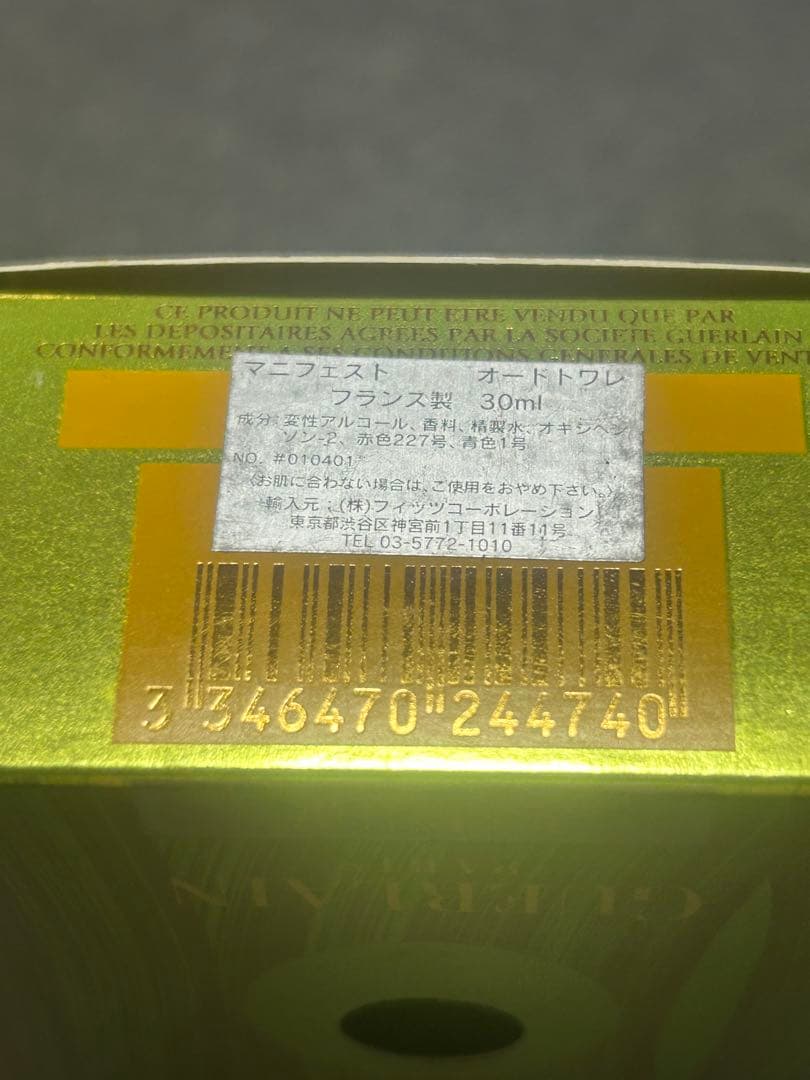 CE PRODUIT NE PEUT ETRE VENDU QUE PAR
LES DEPOSITAIRES AGREES PAR LA SOCIETE GUERLAIN
CONFORMEMENT A SES CONDITIONS GENERALES DE VENT
マニフェスト オードトワレ
フランス製 30ml
成分:変性アルコール、香料、精製水、オキシベン
ゾン-2、赤色227号、青色1号
NO. #010401
〈お肌に合わない場合は、ご使用をおやめ下さい。〉
輸入元:(株)フィッツコーポレーション
東京都渋谷区神宮前1丁目11番11号
TEL 03-5772-1010
3 346470 244740
GUERLAIN
PARIS